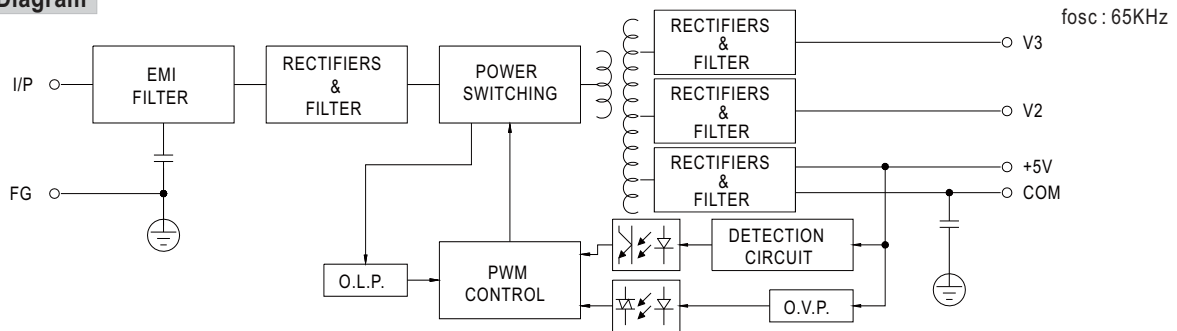 Diagram
fosc : 65KHz
I/P
EMI
FILTER
RECTIFIERS
&
FILTER
POWER
SWITCHING
RECTIFIERS
&
FILTER
V3
RECTIFIERS
&
FILTER
V2
RECTIFIERS
&
FILTER
+5V
COM
FG
O.L.P.
PWM
CONTROL
DETECTION
CIRCUIT
O.V.P.